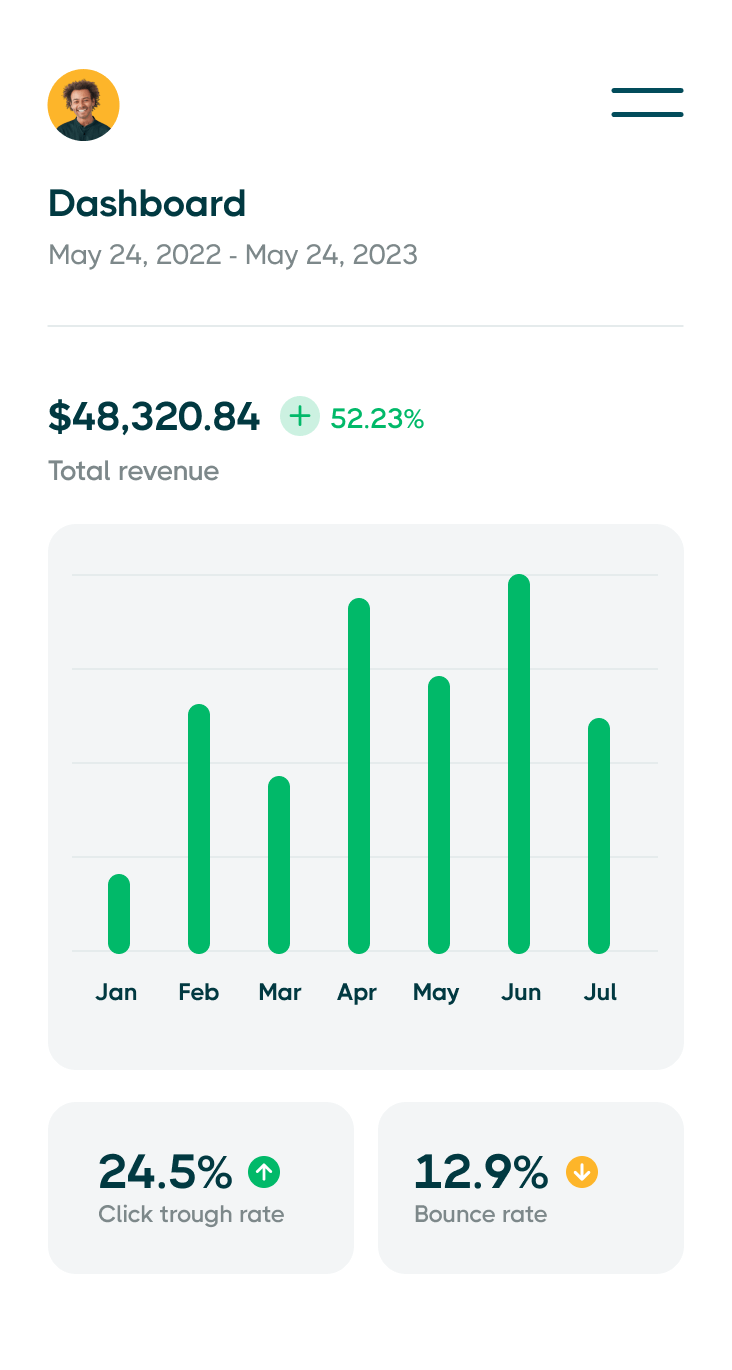 Dashboard
May 24, 2022 - May 24, 2023
$48,320.84 + 52.23%
Total revenue
Jan Feb Mar Apr May Jun Jul
24.5%
Click trough rate
12.9%
Bounce rate